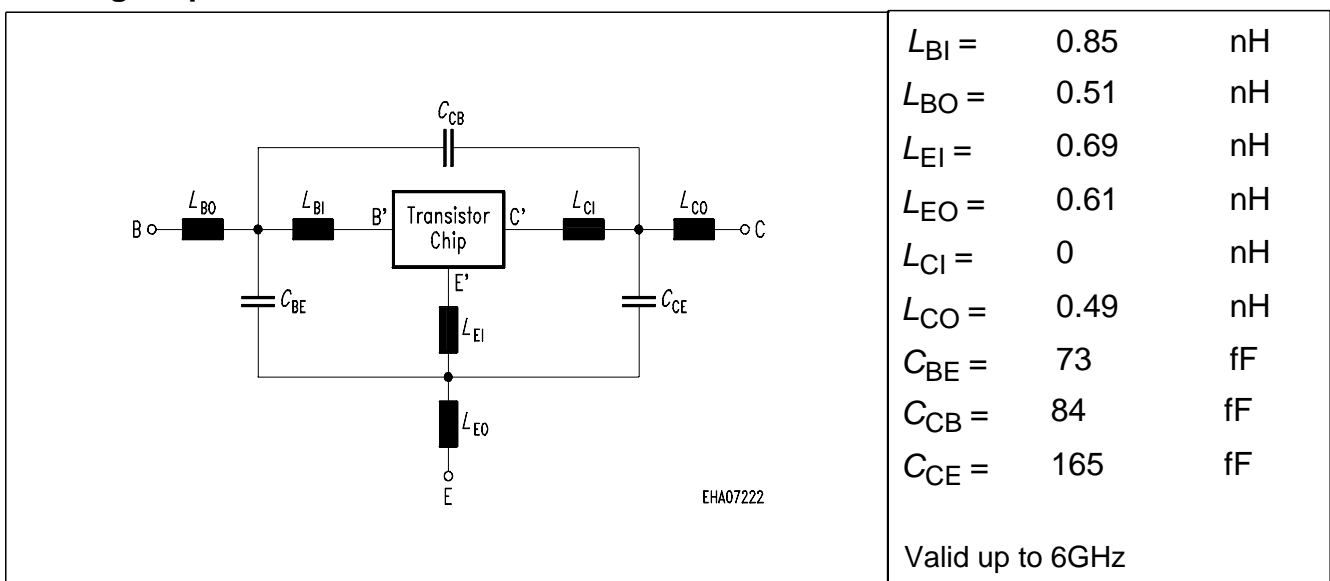 C_CB
L_BO
L_BI
L_CI
L_CO
B
B'
Transistor
Chip
C'
C
E'
C_BE
C_CE
L_EI
L_EO
E
EHA07222
L_BI = 0.85 nH
L_BO = 0.51 nH
L_EI = 0.69 nH
L_EO = 0.61 nH
L_CI = 0 nH
L_CO = 0.49 nH
C_BE = 73 fF
C_CB = 84 fF
C_CE = 165 fF
Valid up to 6GHz